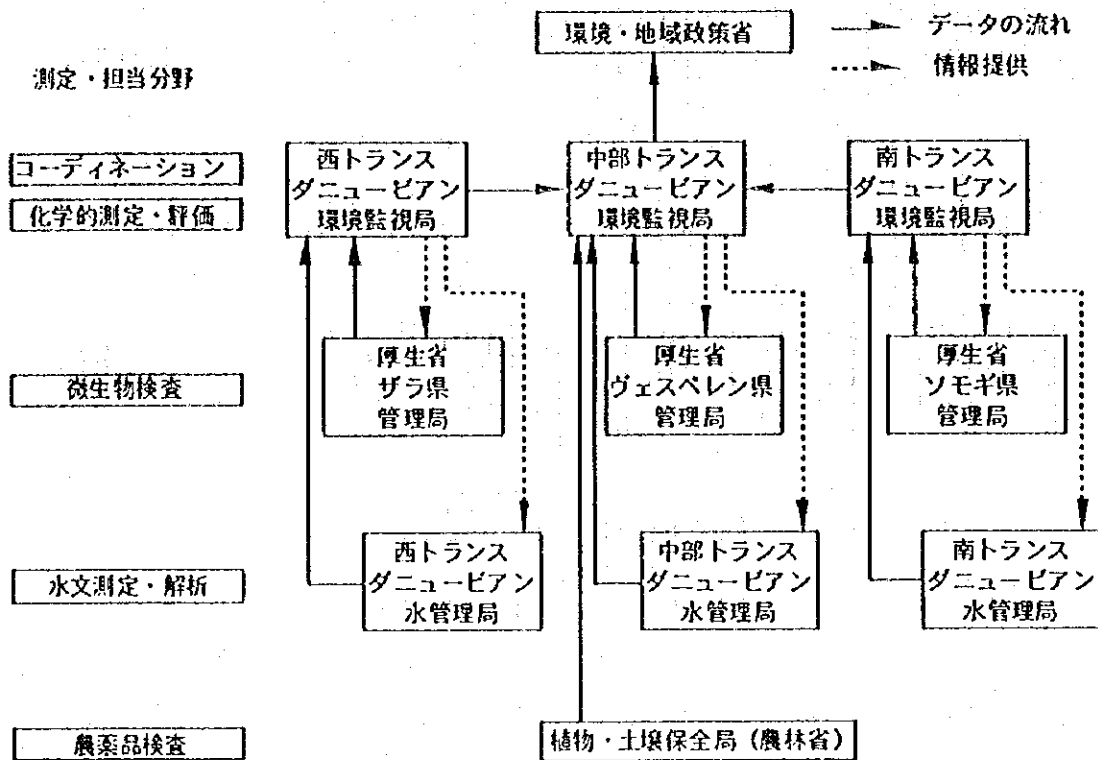 環境・地域政策省
データの流れ
情報提供
測定・担当分野
コーディネーション
化学的測定・評価
西トランス
ダニュービアン
環境監視局
中部トランス
ダニュービアン
環境監視局
南トランス
ダニュービアン
環境監視局
微生物検査
厚生省
ザラ県
管理局
厚生省
ヴェスペレン県
管理局
厚生省
ソモギ県
管理局
水文測定・解析
西トランス
ダニュービアン
水管理局
中部トランス
ダニュービアン
水管理局
南トランス
ダニュービアン
水管理局
農薬品検査
植物・土壌保全局（農林省）